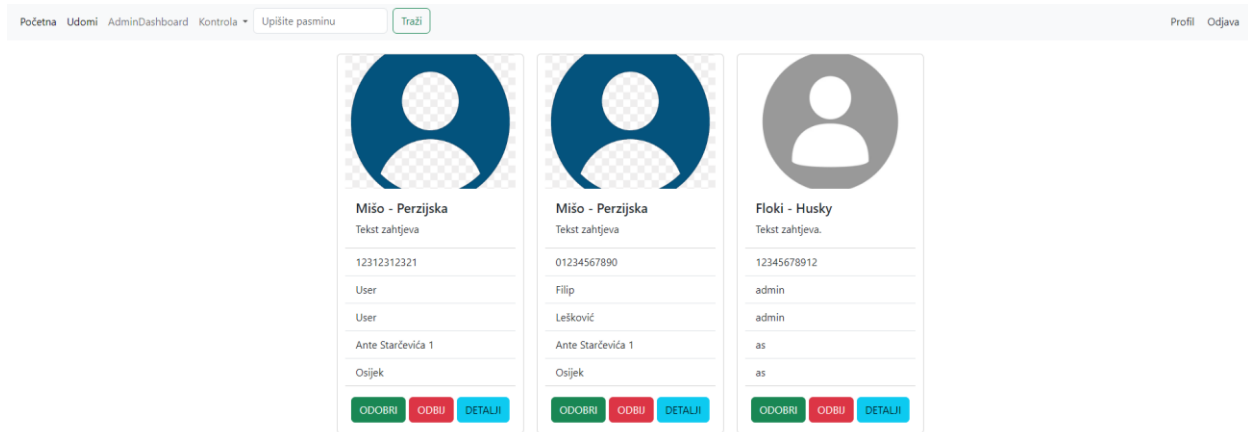 Početna Udomi AdminDashboard Kontrola Upišite pasminu Traži Profil Odjava
Mišo - Perzijska
Tekst zahtjeva
12312312321
User
User
Ante Starčevića 1
Osijek
ODOBRI ODBIJ DETALJI
Mišo - Perzijska
Tekst zahtjeva
01234567890
Filip
Lešković
Ante Starčevića 1
Osijek
ODOBRI ODBIJ DETALJI
Floki - Husky
Tekst zahtjeva.
12345678912
admin
admin
as
as
ODOBRI ODBIJ DETALJI